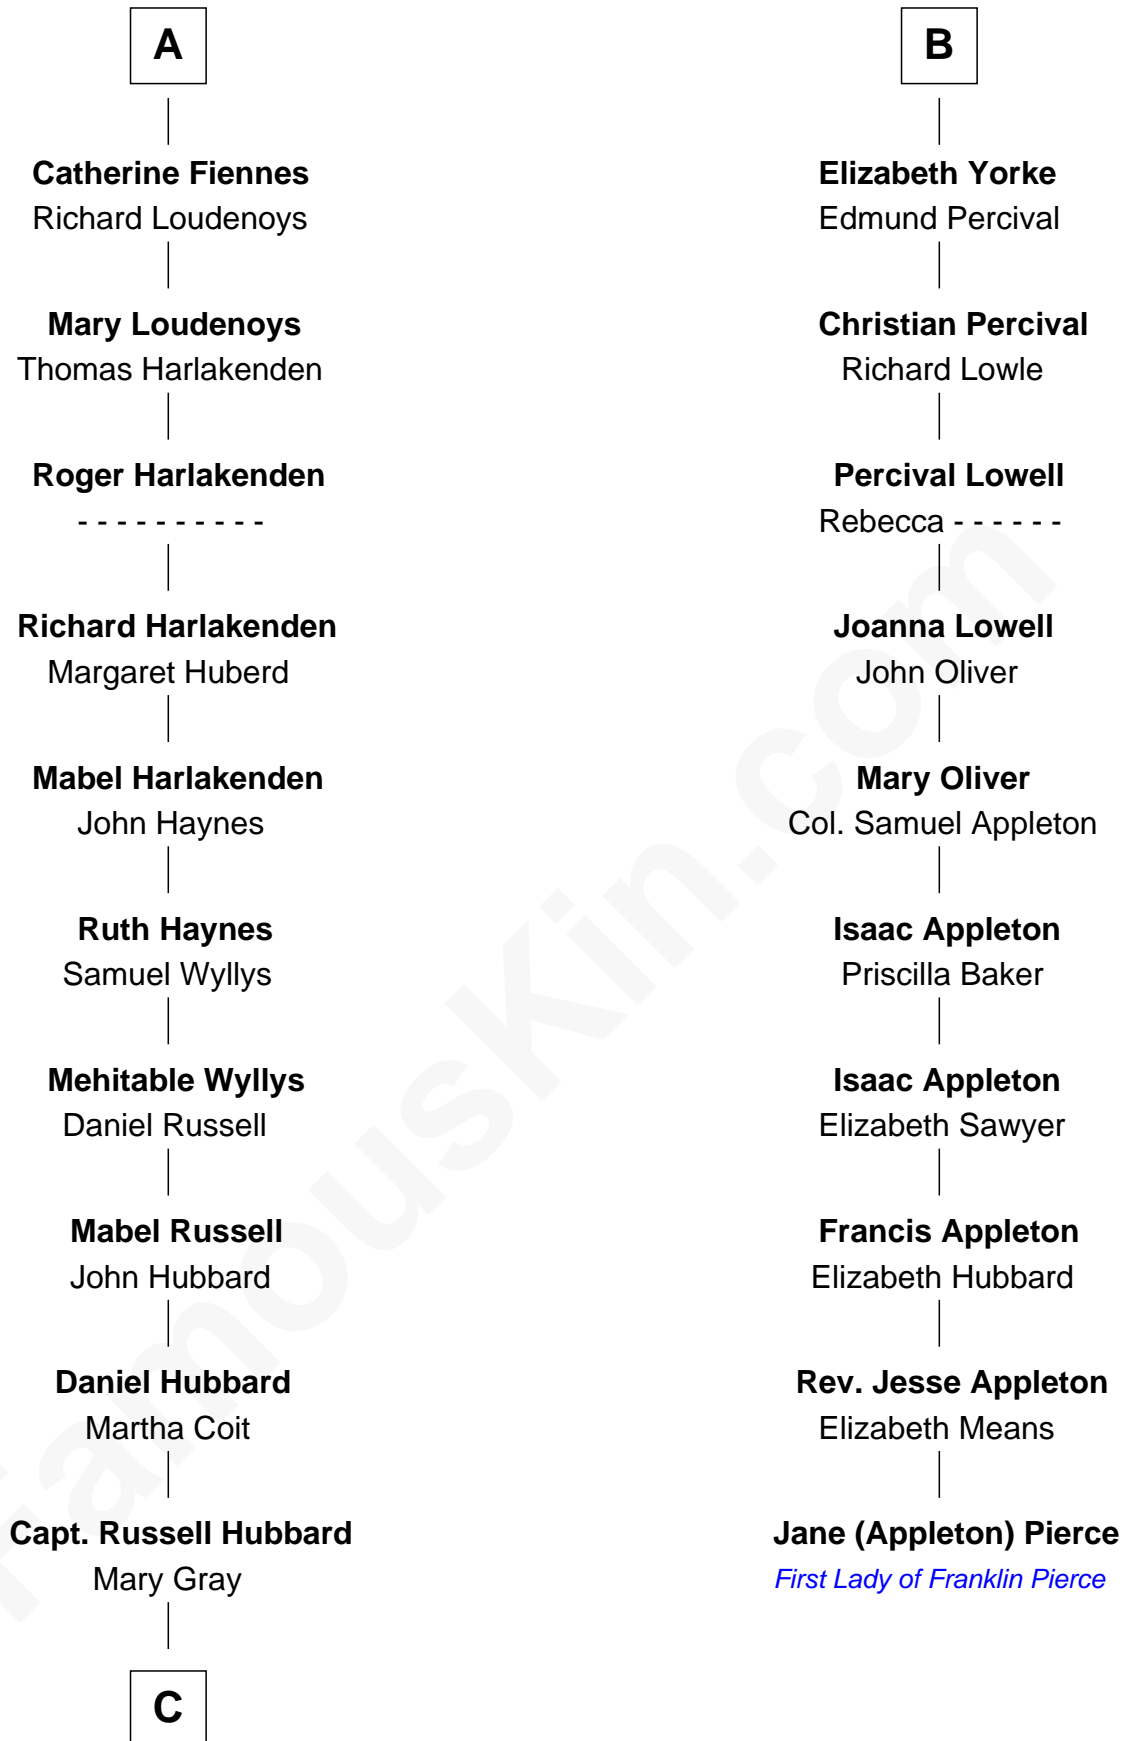 A
Catherine Fiennes
Richard Loudenoys
Mary Loudenoys
Thomas Harlakenden
Roger Harlakenden
- - - - - - - - - -
Richard Harlakenden
Margaret Huberd
Mabel Harlakenden
John Haynes
Ruth Haynes
Samuel Wyllys
Mehitable Wyllys
Daniel Russell
Mabel Russell
John Hubbard
Daniel Hubbard
Martha Coit
Capt. Russell Hubbard
Mary Gray
C
B
Elizabeth Yorke
Edmund Percival
Christian Percival
Richard Lowle
Percival Lowell
Rebecca - - - - - -
Joanna Lowell
John Oliver
Mary Oliver
Col. Samuel Appleton
Isaac Appleton
Priscilla Baker
Isaac Appleton
Elizabeth Sawyer
Francis Appleton
Elizabeth Hubbard
Rev. Jesse Appleton
Elizabeth Means
Jane (Appleton) Pierce
First Lady of Franklin Pierce
FamousKin.com